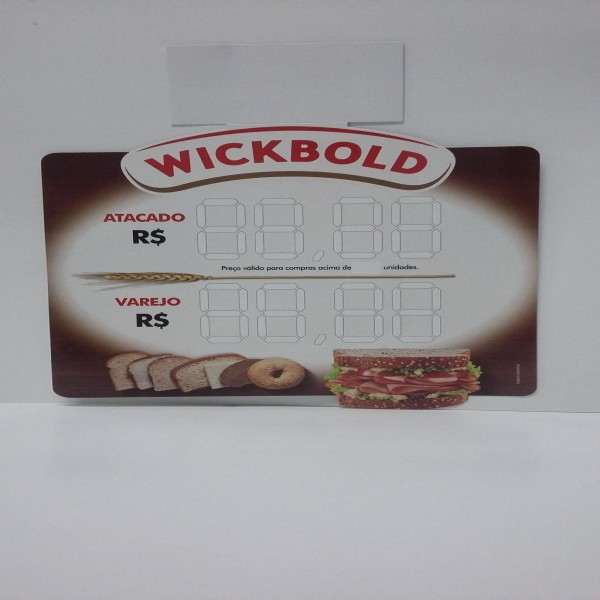 WICKBOLD
ATACADO
R$
Preço válido para compras acima de unidades.
VAREJO
R$